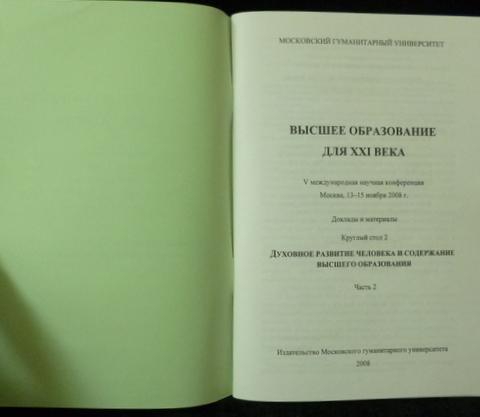 МОСКОВСКИЙ ГУМАНИТАРНЫЙ УНИВЕРСИТЕТ
ВЫСШЕЕ ОБРАЗОВАНИЕ
ДЛЯ XXI ВЕКА
V международная научная конференция
Москва, 13–15 ноября 2008 г.
Доклады и материалы
Круглый стол 2
ДУХОВНОЕ РАЗВИТИЕ ЧЕЛОВЕКА И СОДЕРЖАНИЕ
ВЫСШЕГО ОБРАЗОВАНИЯ
Часть 2
Издательство Московского гуманитарного университета
2008